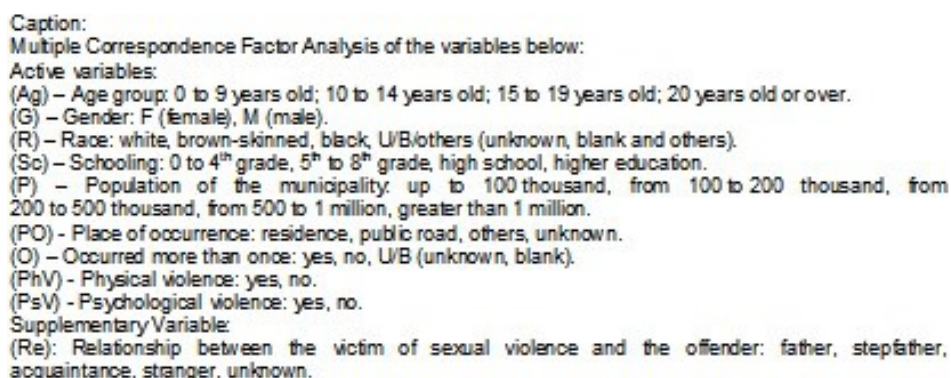 Caption:
Multiple Correspondence Factor Analysis of the variables below:
Active variables:
(Ag) – Age group: 0 to 9 years old; 10 to 14 years old; 15 to 19 years old; 20 years old or over.
(G) – Gender: F (female), M (male).
(R) – Race: white, brown-skinned, black, U/B/others (unknown, blank and others).
(Sc) – Schooling: 0 to 4th grade, 5th to 8th grade, high school, higher education.
(P) – Population of the municipality: up to 100 thousand, from 100 to 200 thousand, from
200 to 500 thousand, from 500 to 1 million, greater than 1 million.
(PO) - Place of occurrence: residence, public road, others, unknown.
(O) – Occurred more than once: yes, no, U/B (unknown, blank).
(PhV) - Physical violence: yes, no.
(PsV) - Psychological violence: yes, no.
Supplementary Variable:
(Re): Relationship between the victim of sexual violence and the offender: father, stepfather,
acquaintance, stranger, unknown.